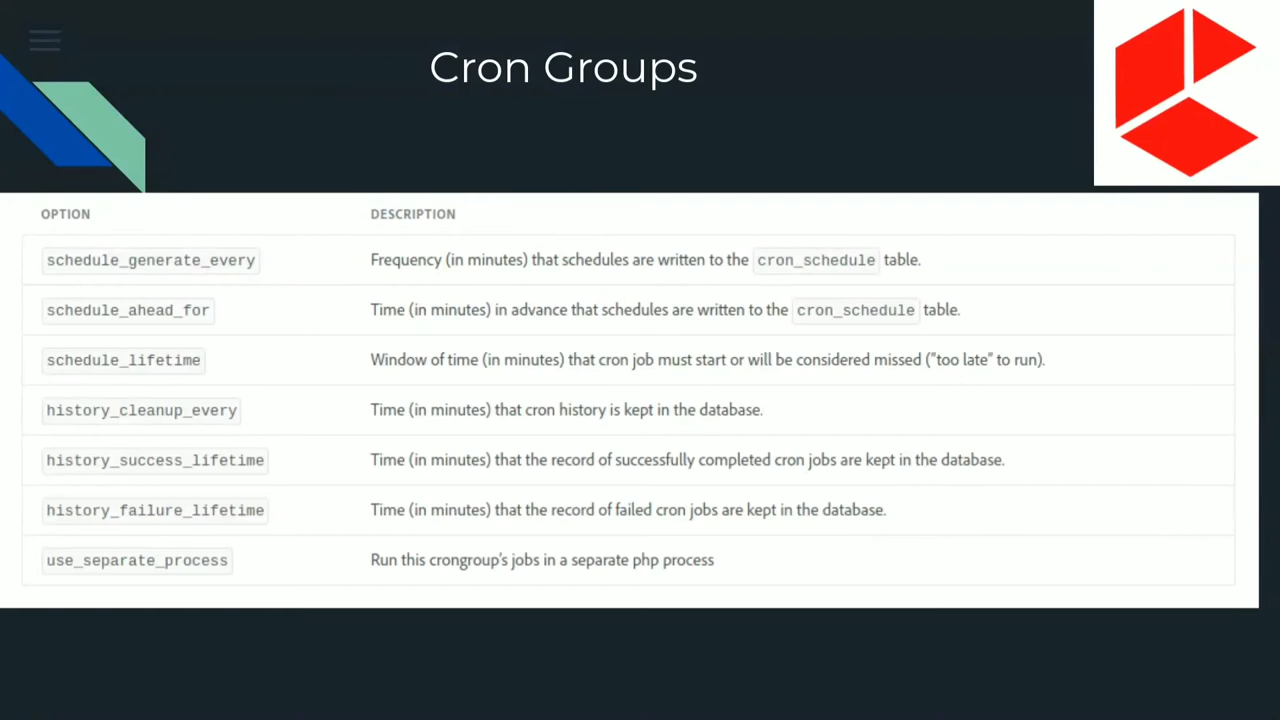 Cron Groups
OPTION DESCRIPTION
schedule_generate_every Frequency (in minutes) that schedules are written to the cron_schedule table.
schedule_ahead_for Time (in minutes) in advance that schedules are written to the cron_schedule table.
schedule_lifetime Window of time (in minutes) that cron job must start or will be considered missed ("too late" to run).
history_cleanup_every Time (in minutes) that cron history is kept in the database.
history_success_lifetime Time (in minutes) that the record of successfully completed cron jobs are kept in the database.
history_failure_lifetime Time (in minutes) that the record of failed cron jobs are kept in the database.
use_separate_process Run this crongroup's jobs in a separate php process